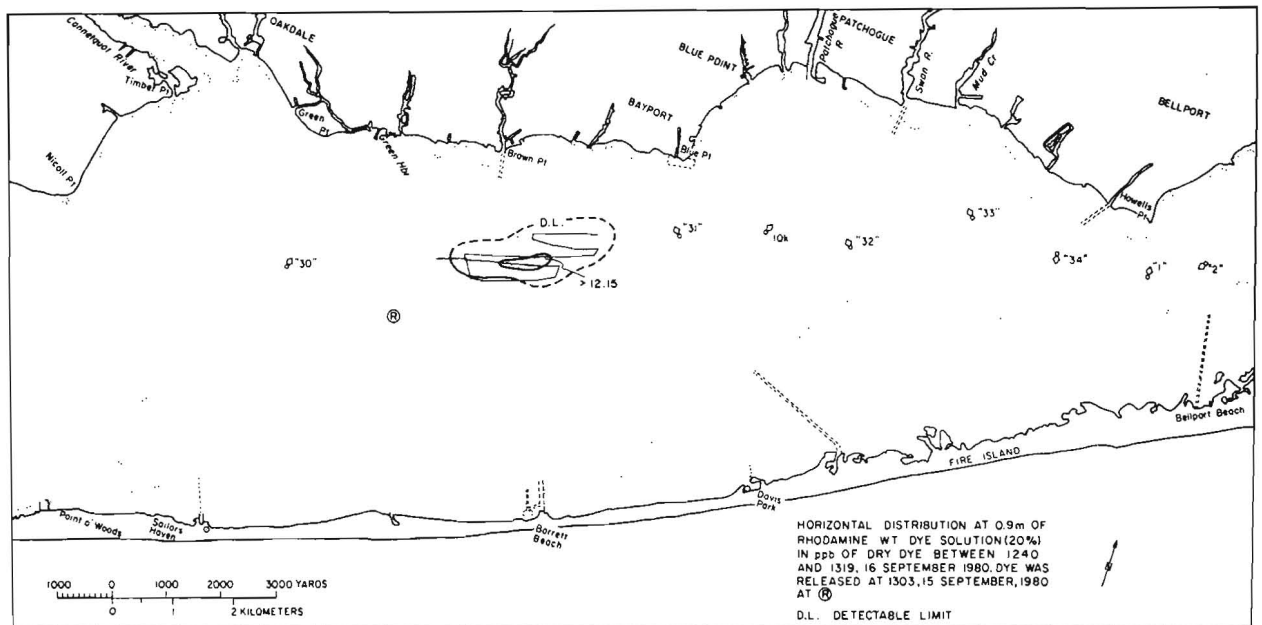 Connetquot River
Timber Pt
OAKDALE
Nicoll Pt
Green Pt
Green Hbr
Brown Pt
BAYPORT
BLUE POINT
Blue Pt
Patchogue R.
PATCHOGUE
Swan R.
Mud Cr
BELLPORT
Howells Pt
"30"
D.L.
> 12.15
"31"
10k
"32"
"33"
"34"
"1"
"2"
R
Point o' Woods
Sailors Haven
Barrett Beach
Davis Park
FIRE ISLAND
Bellport Beach
1000 0 1000 2000 3000 YARDS
0 1 2 KILOMETERS
HORIZONTAL DISTRIBUTION AT 0.9m OF
RHODAMINE WT DYE SOLUTION (20%)
IN ppb OF DRY DYE BETWEEN 1240
AND 1319, 16 SEPTEMBER 1980. DYE WAS
RELEASED AT 1303, 15 SEPTEMBER, 1980
AT R
D.L. DETECTABLE LIMIT
N